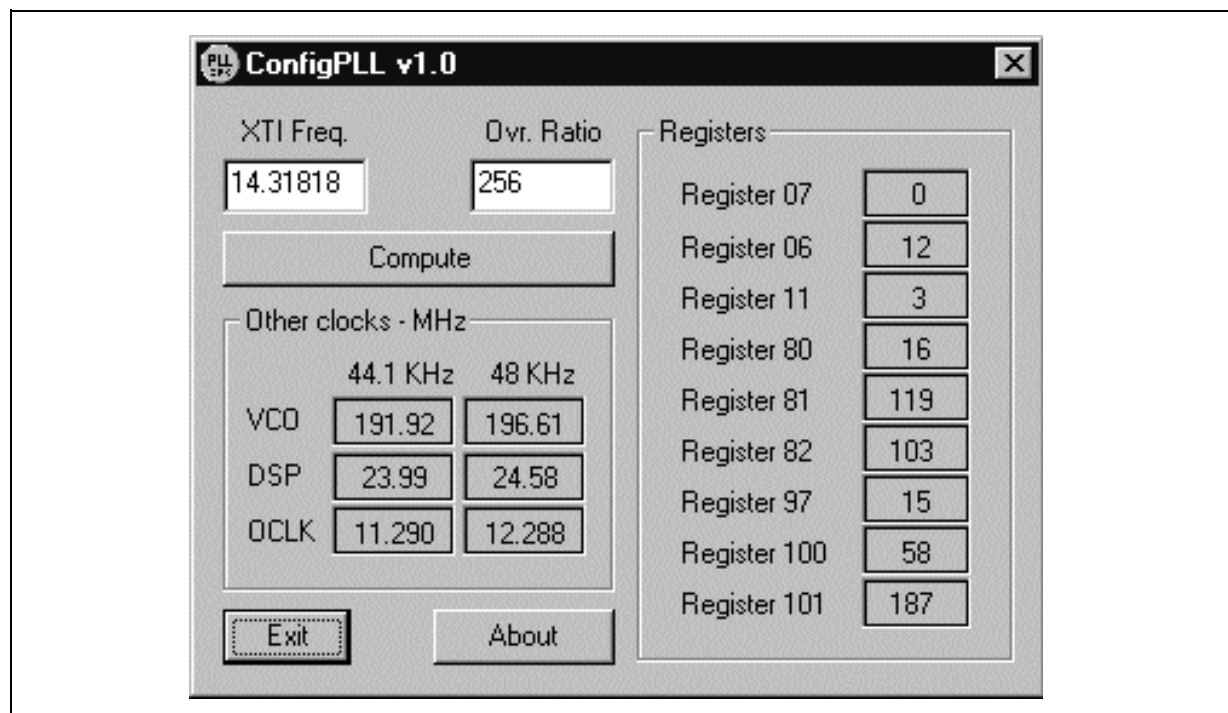 PLL
ConfigPLL v1.0
XTI Freq. Ovr. Ratio
14.31818 256
Compute
Other clocks - MHz
44.1 KHz 48 KHz
VCO 191.92 196.61
DSP 23.99 24.58
OCLK 11.290 12.288
Exit About
Registers
Register 07 0
Register 06 12
Register 11 3
Register 80 16
Register 81 119
Register 82 103
Register 97 15
Register 100 58
Register 101 187